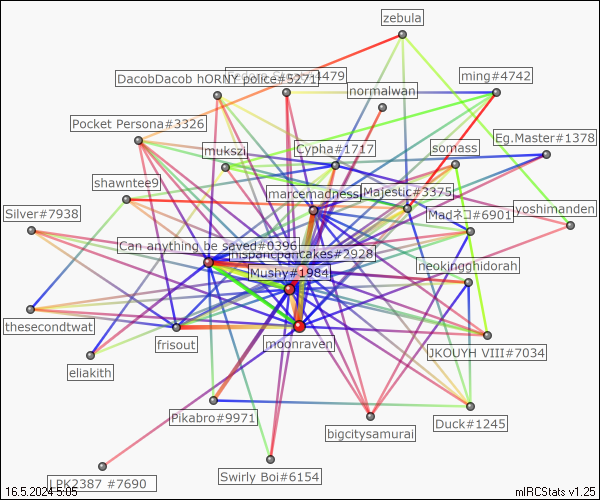 zebula
DacobDacob hORNY police#5271
4479
ming#4742
normalwan
Pocket Persona#3326
mukszi
Cypha#1717
somass
Eg.Master#1378
shawntee9
marcemadness
Majestic#3375
Silver#7938
Madネコ#6901
yoshimanden
Can anything be saved#0396
hispanicpancakes#2928
Mushy#1984
neokingghidorah
thesecondtwat
frisout
moonraven
JKOUYH VIII#7034
eliakith
Pikabro#9971
bigcitysamurai
Duck#1245
Swirly Boi#6154
LPK2387 #7690
16.5.2024 5:05
mIRCStats v1.25